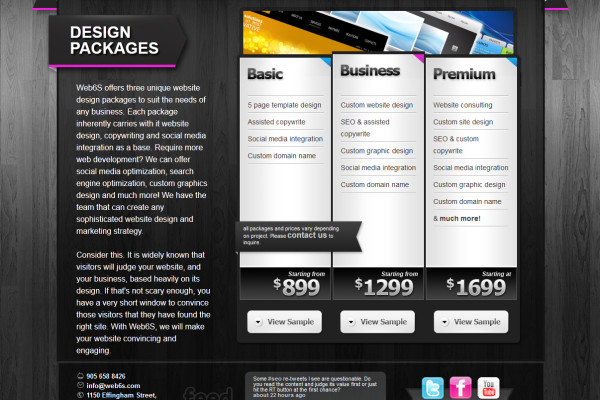 DESIGN
PACKAGES
Web6S offers three unique website
design packages to suit the needs of
any business. Each package
inherently carries with it website
design, copywriting and social media
integration as a base. Require more
web development? We can offer
social media optimization, search
engine optimization, custom graphics
design and much more! We have the
team that can create any
sophisticated website design and
marketing strategy.
Consider this. It is widely known that
visitors will judge your website, and
your business, based heavily on its
design. If that's not scary enough, you
have a very short window to convince
those visitors that they have found the
right site. With Web6S, we will make
your website convincing and
engaging.
Basic
5 page template design
Assisted copywrite
Social media integration
Custom domain name
all packages and prices vary depending
on project. Please contact us to
inquire.
Starting from
$899
View Sample
Business
Custom website design
SEO & assisted
copywrite
Custom graphic design
Social media integration
Custom domain name
Starting from
$1299
View Sample
Premium
Website consulting
Custom site design
SEO & custom
copywrite
Social media integration
Custom graphic design
Custom domain name
& much more!
Starting at
$1699
View Sample
905 658 8426
info@web6s.com
1150 Effingham Street,
food
Some #ono re-tweets I see are questionable. Do
you read the content and judge its value first or just
hit the RT button at the first chance?
about 22 hours ago
You
Tube